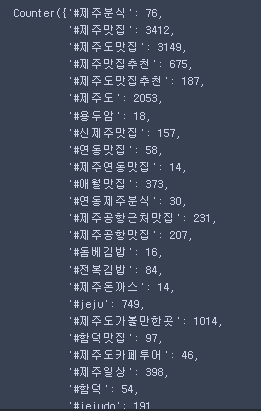 Counter({'#제주분식': 76,
'#제주맛집': 3412,
'#제주도맛집': 3149,
'#제주맛집추천': 675,
'#제주도맛집추천': 187,
'#제주도': 2053,
'#용두암': 18,
'#신제주맛집': 157,
'#연동맛집': 58,
'#제주연동맛집': 14,
'#애월맛집': 373,
'#연동제주분식': 30,
'#제주공항근처맛집': 231,
'#제주공항맛집': 207,
'#돔베김밥': 16,
'#전복김밥': 84,
'#제주돈까스': 14,
'#jeju': 749,
'#제주도가볼만한곳': 1014,
'#함덕맛집': 97,
'#제주도카페투어': 46,
'#제주일상': 398,
'#함덕': 54,
'#jejudo': 191